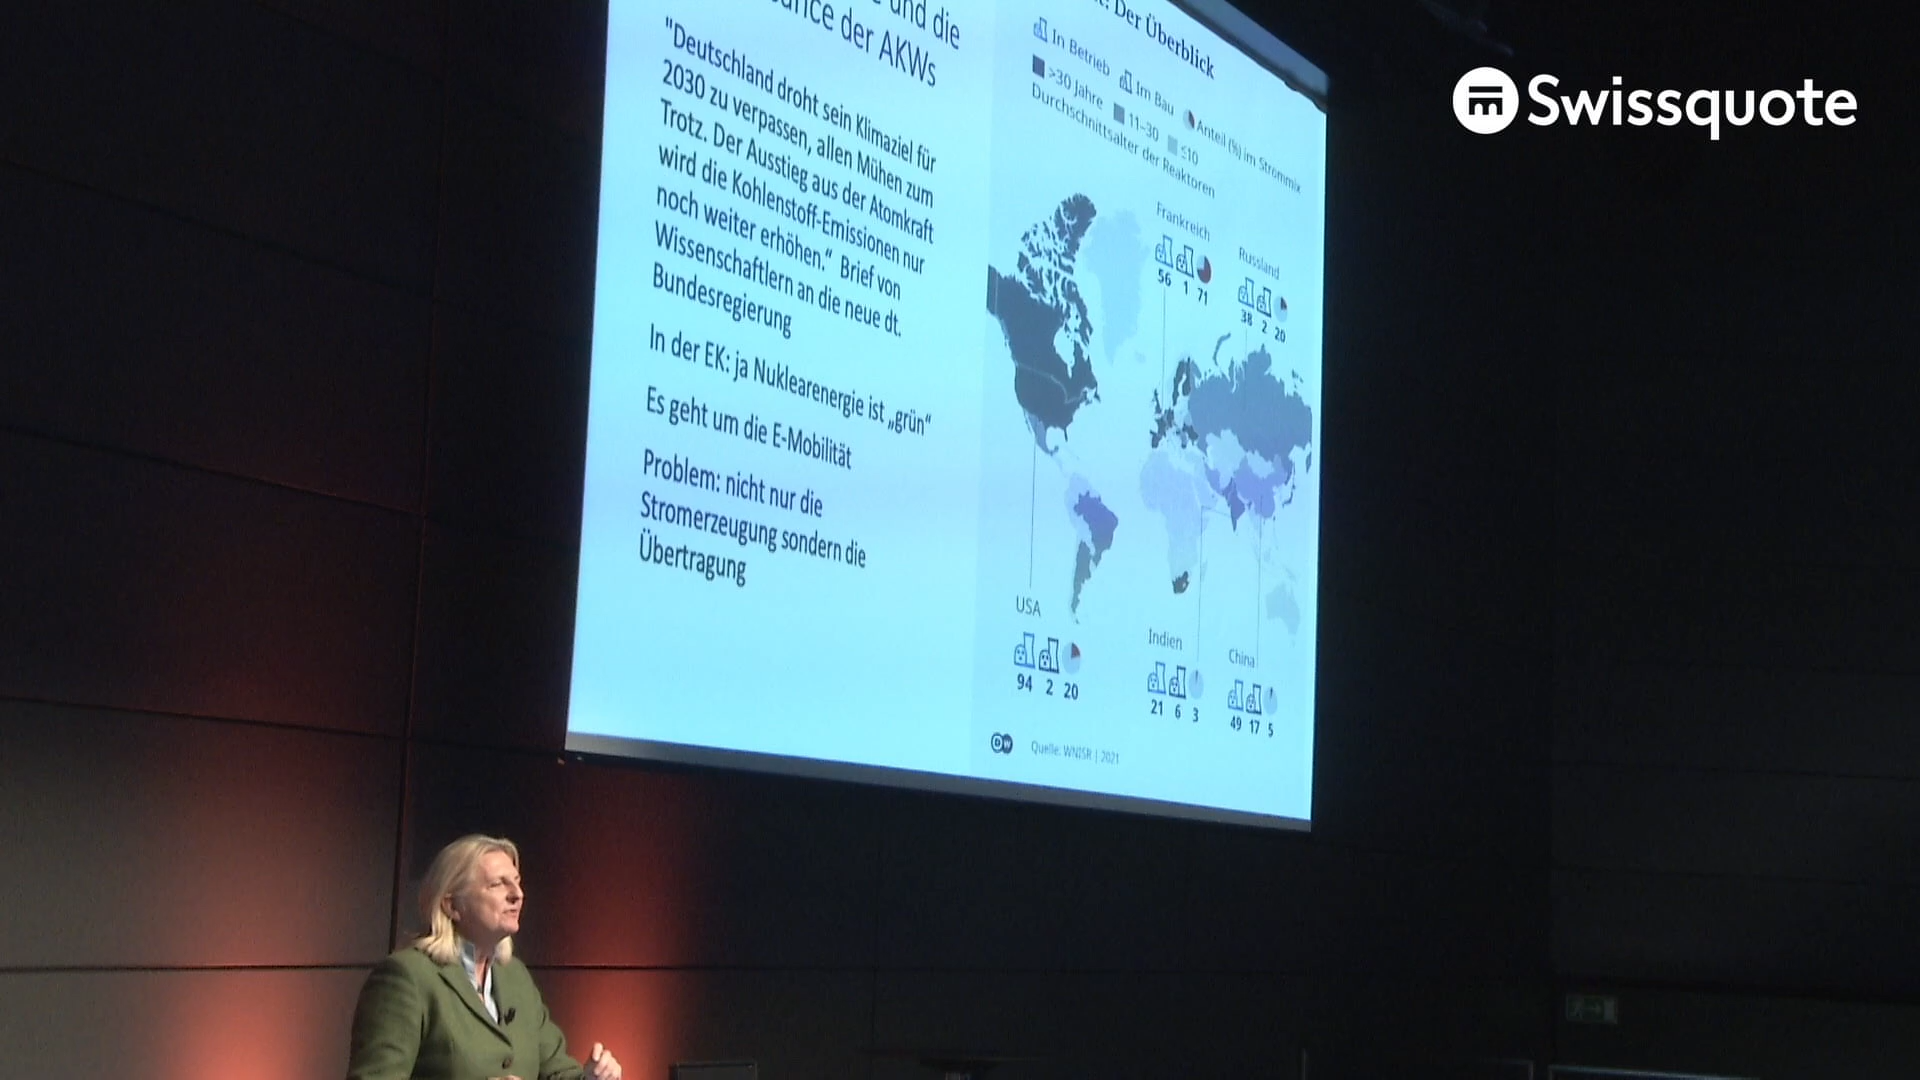 und die
der AKWs
"Deutschland droht sein Klimaziel für
2030 zu verpassen, allen Mühen zum
Trotz. Der Ausstieg aus der Atomkraft
wird die Kohlenstoff-Emissionen nur
noch weiter erhöhen.“ Brief von
Wissenschaftlern an die neue dt.
Bundesregierung
In der EK: ja Nuklearenergie ist „grün“
Es geht um die E-Mobilität
Problem: nicht nur die
Stromerzeugung sondern die
Übertragung
Der Überblick
In Betrieb Im Bau Anteil (%) im Strommix
>30 Jahre 11–30 ≤10
Durchschnittsalter der Reaktoren
Frankreich
56 1 71
Russland
38 2 20
USA
94 2 20
Indien
21 6 3
China
49 17 5
DW Quelle: WNISR | 2021
Swissquote